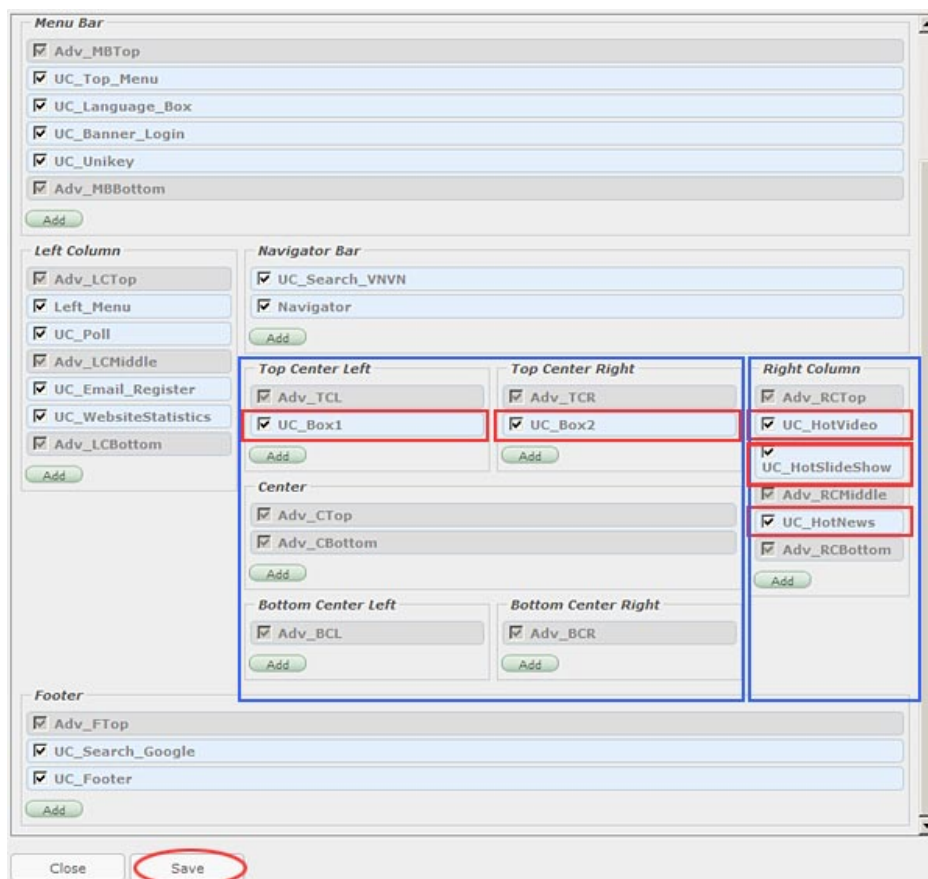 Menu Bar
Adv_MBTop
UC_Top_Menu
UC_Language_Box
UC_Banner_Login
UC_Unikey
Adv_MBBottom
Add
Left Column
Adv_LCTop
Left_Menu
UC_Poll
Adv_LCMiddle
UC_Email_Register
UC_WebsiteStatistics
Adv_LCBottom
Add
Navigator Bar
UC_Search_VNVN
Navigator
Add
Top Center Left
Adv_TCL
UC_Box1
Add
Top Center Right
Adv_TCR
UC_Box2
Add
Center
Adv_CTop
Adv_CBottom
Add
Bottom Center Left
Adv_BCL
Add
Bottom Center Right
Adv_BCR
Add
Right Column
Adv_RCTop
UC_HotVideo
UC_HotSlideShow
Adv_RCMiddle
UC_HotNews
Adv_RCBottom
Add
Footer
Adv_FTop
UC_Search_Google
UC_Footer
Add
Close
Save